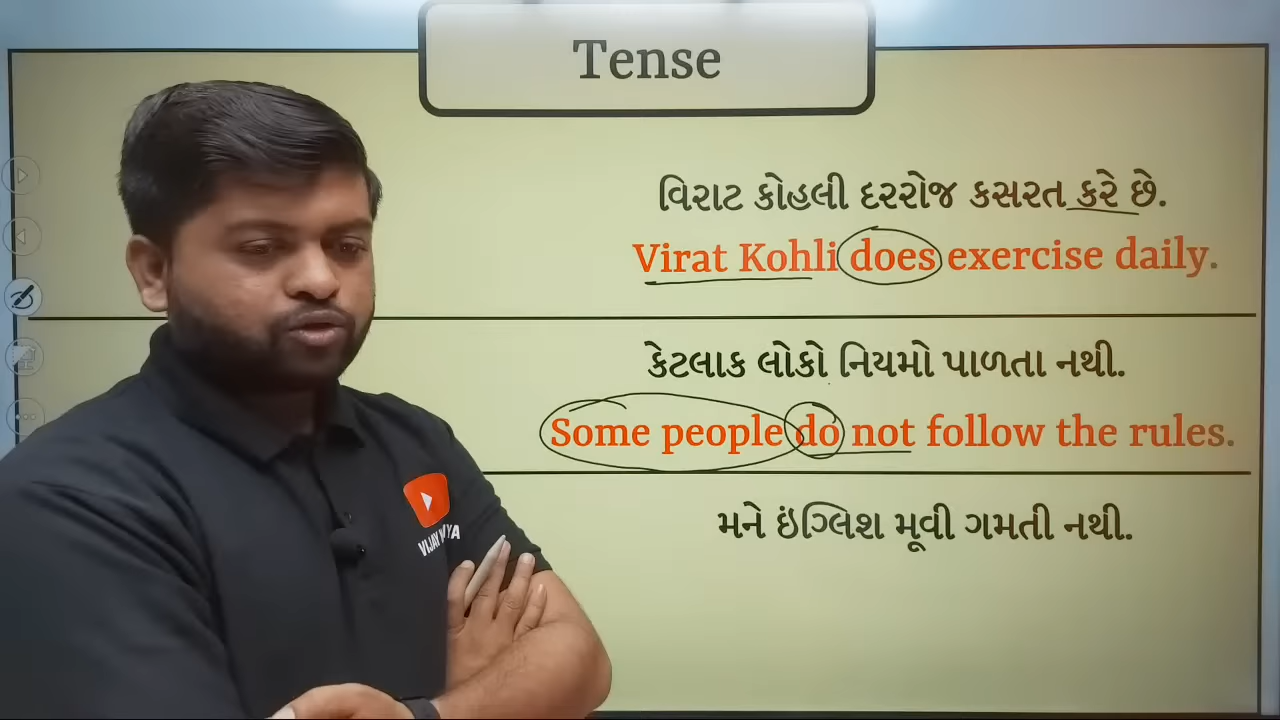 Tense
વિરાટ કોહલી દરરોજ કસરત કરે છે.
Virat Kohli does exercise daily.
કેટલાક લોકો નિયમો પાળતા નથી.
Some people do not follow the rules.
મને ઇંગ્લિશ મૂવી ગમતી નથી.